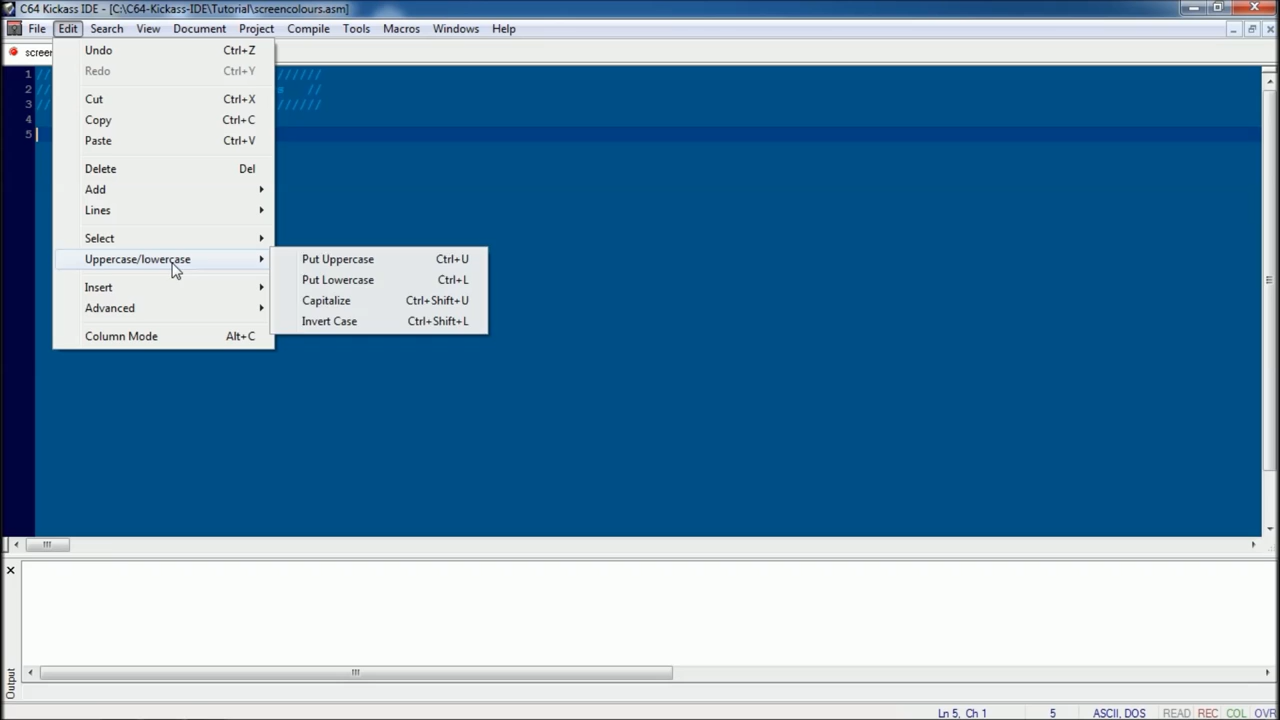 C64 Kickass IDE - [C:\C64-Kickass-IDE\Tutorial\screencolours.asm]
File Edit Search View Document Project Compile Tools Macros Windows Help
scree
Undo Ctrl+Z
Redo Ctrl+Y
Cut Ctrl+X
Copy Ctrl+C
Paste Ctrl+V
Delete Del
Add
Lines
Select
Uppercase/lowercase
Insert
Advanced
Column Mode Alt+C
Put Uppercase Ctrl+U
Put Lowercase Ctrl+L
Capitalize Ctrl+Shift+U
Invert Case Ctrl+Shift+L
1 // //////
2 // //
3 // //////
4
5
Output
Ln 5, Ch 1 5 ASCII, DOS READ REC COL OVR